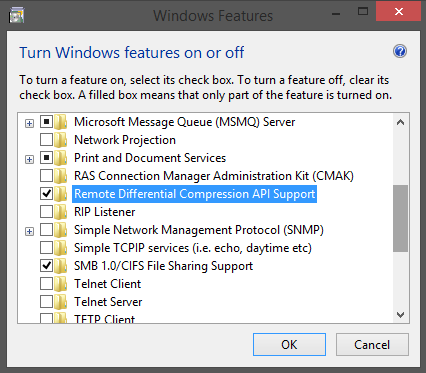 Windows Features
Turn Windows features on or off
To turn a feature on, select its check box. To turn a feature off, clear its
check box. A filled box means that only part of the feature is turned on.
Microsoft Message Queue (MSMQ) Server
Network Projection
Print and Document Services
RAS Connection Manager Administration Kit (CMAK)
Remote Differential Compression API Support
RIP Listener
Simple Network Management Protocol (SNMP)
Simple TCPIP services (i.e. echo, daytime etc)
SMB 1.0/CIFS File Sharing Support
Telnet Client
Telnet Server
TFTP Client
OK
Cancel